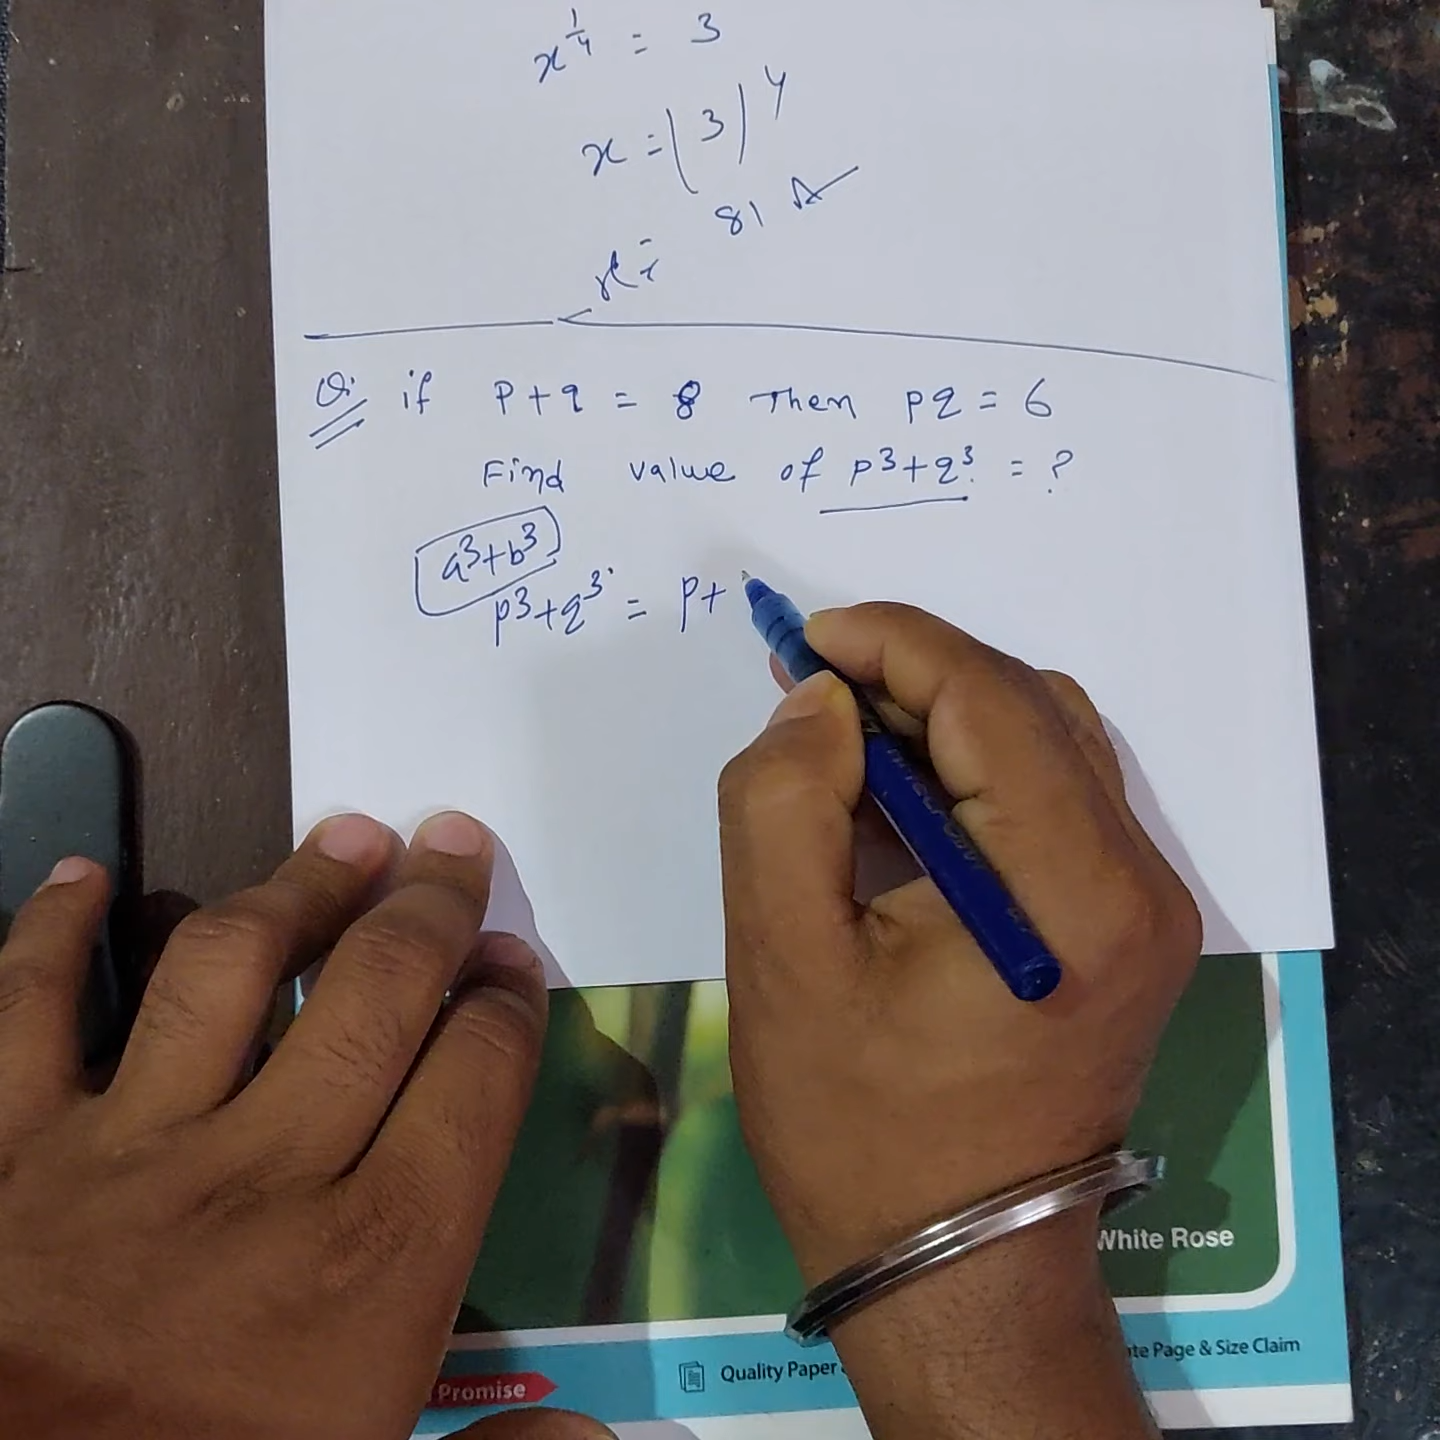 x^{1/4} = 3
x = (3)^4
x = 81 A
Q: if P+q = 8 Then pq = 6
Find value of p³+q³ = ?
a³+b³
p³+q³ = p+
White Rose
Promise
Quality Paper
Page & Size Claim